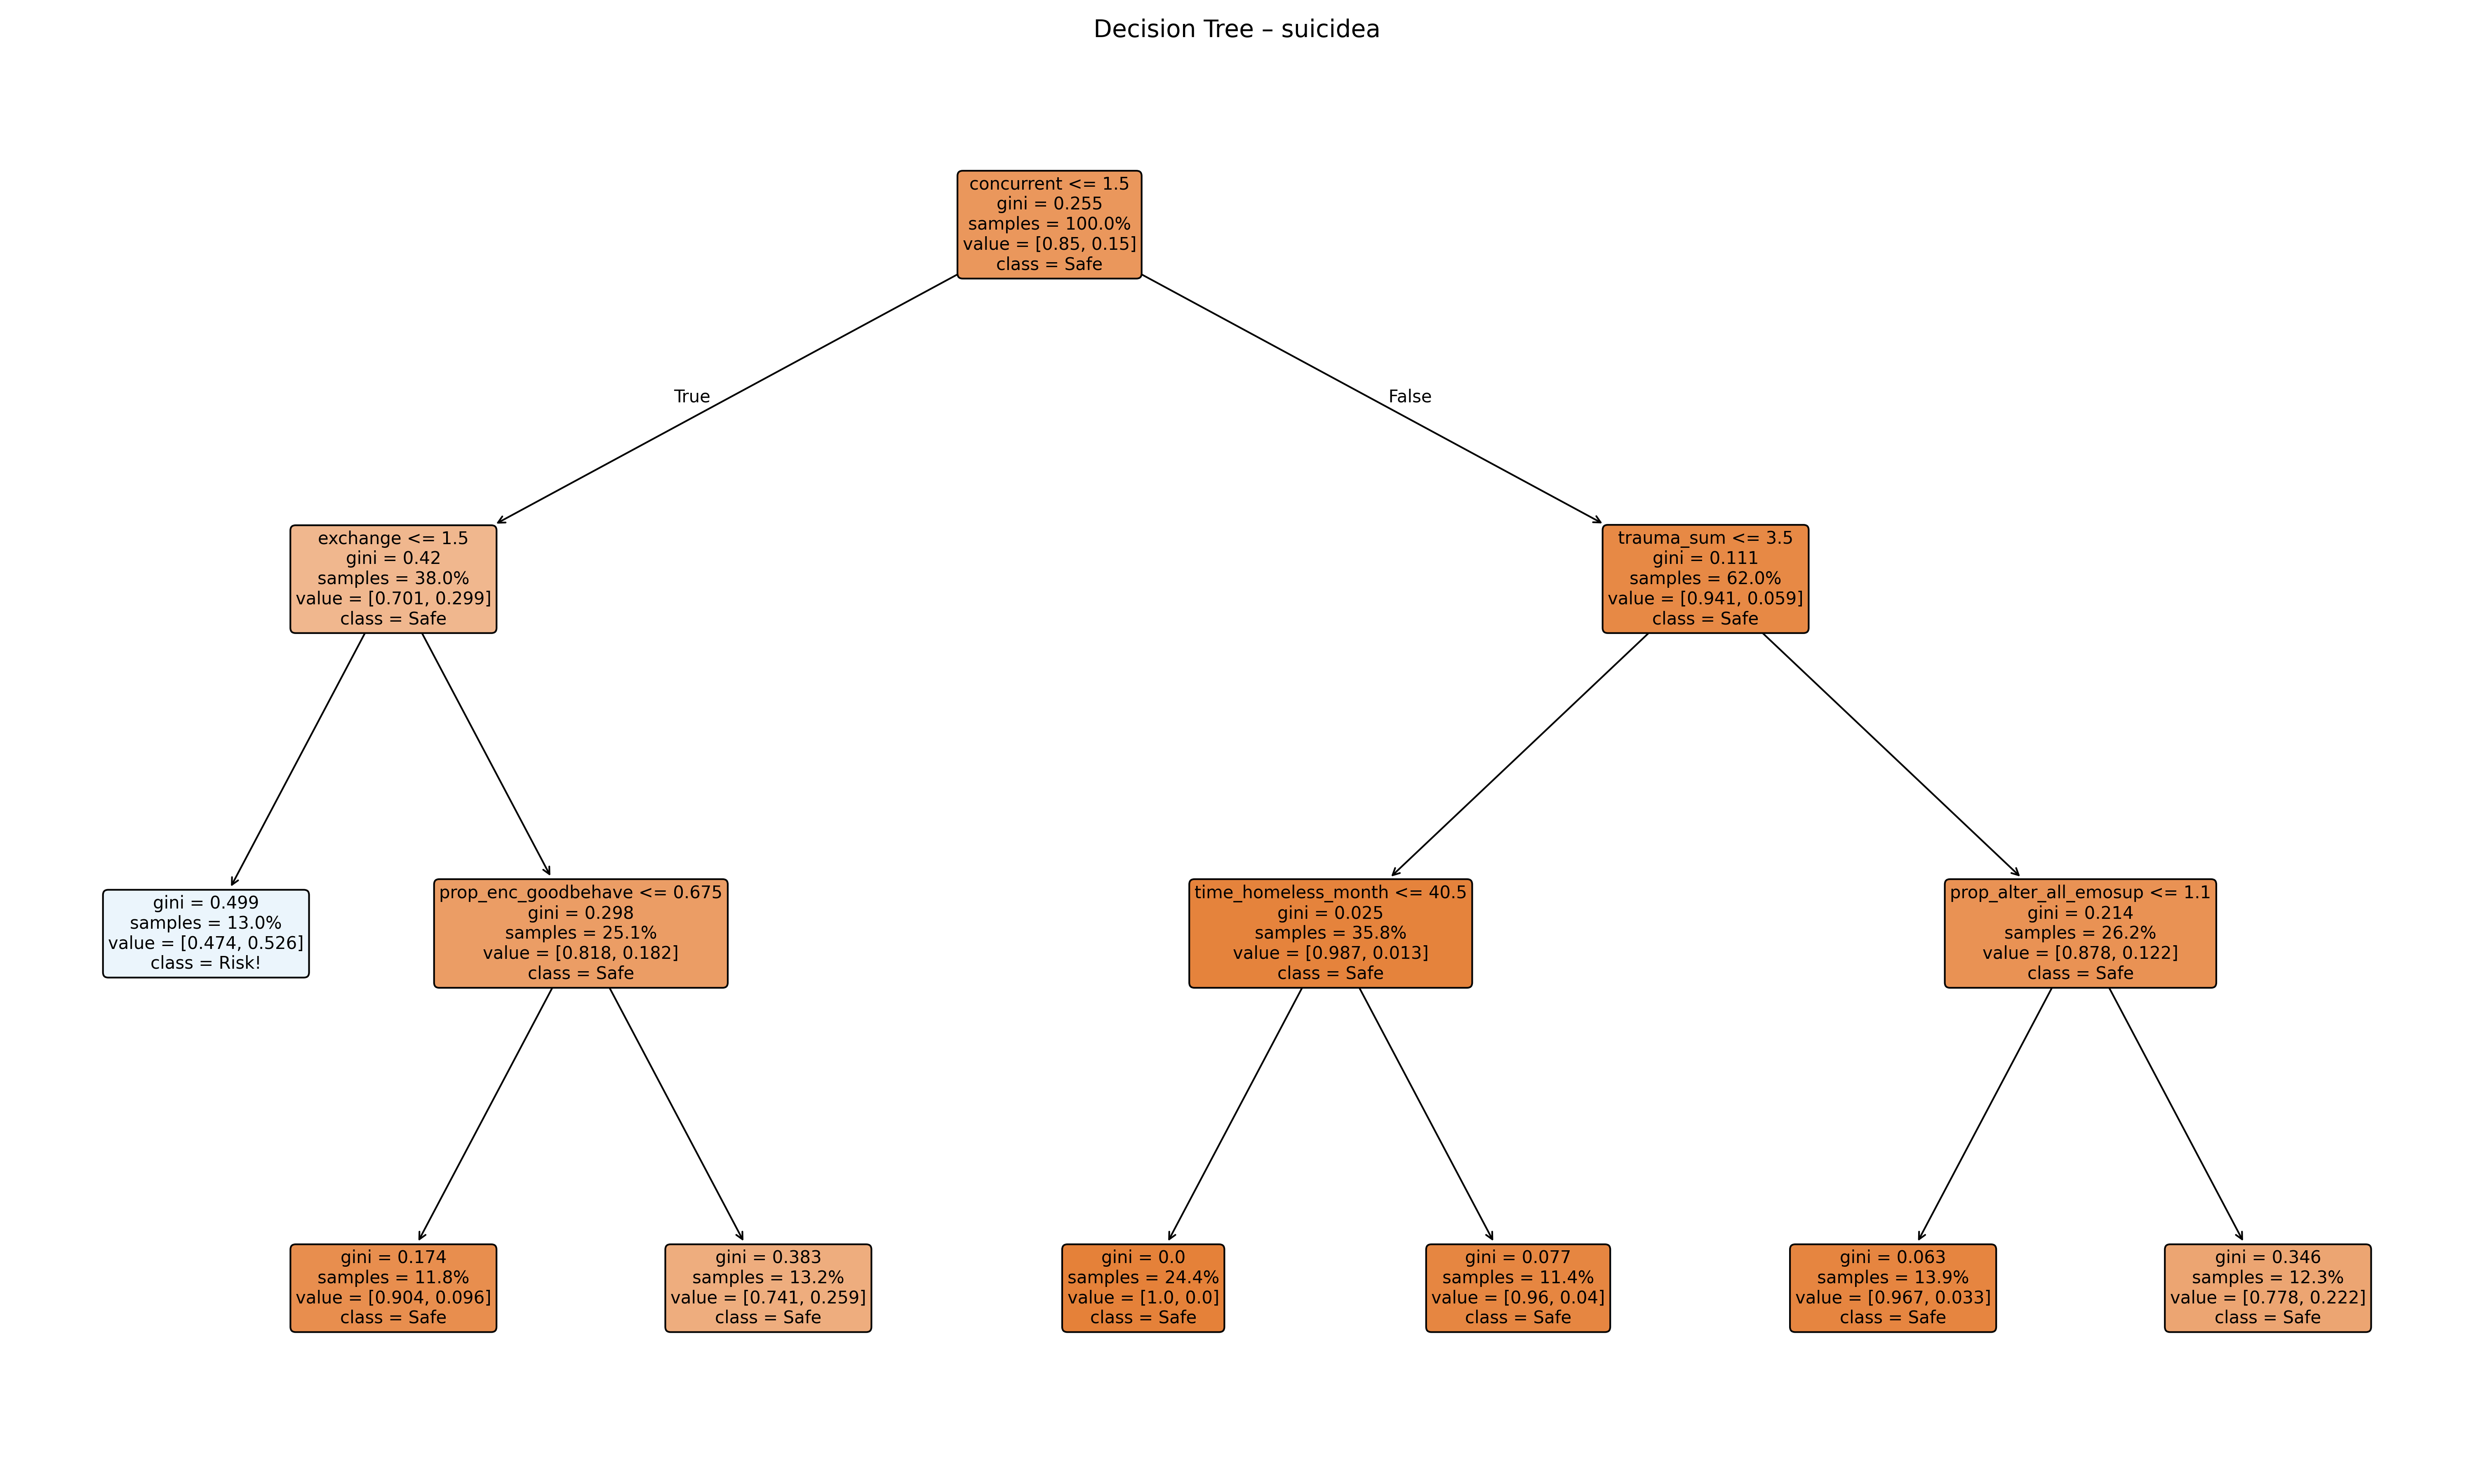 Decision Tree – suicidea
concurrent <= 1.5
gini = 0.255
samples = 100.0%
value = [0.85, 0.15]
class = Safe
True
False
exchange <= 1.5
gini = 0.42
samples = 38.0%
value = [0.701, 0.299]
class = Safe
trauma_sum <= 3.5
gini = 0.111
samples = 62.0%
value = [0.941, 0.059]
class = Safe
gini = 0.499
samples = 13.0%
value = [0.474, 0.526]
class = Risk!
prop_enc_goodbehave <= 0.675
gini = 0.298
samples = 25.1%
value = [0.818, 0.182]
class = Safe
time_homeless_month <= 40.5
gini = 0.025
samples = 35.8%
value = [0.987, 0.013]
class = Safe
prop_alter_all_emosup <= 1.1
gini = 0.214
samples = 26.2%
value = [0.878, 0.122]
class = Safe
gini = 0.174
samples = 11.8%
value = [0.904, 0.096]
class = Safe
gini = 0.383
samples = 13.2%
value = [0.741, 0.259]
class = Safe
gini = 0.0
samples = 24.4%
value = [1.0, 0.0]
class = Safe
gini = 0.077
samples = 11.4%
value = [0.96, 0.04]
class = Safe
gini = 0.063
samples = 13.9%
value = [0.967, 0.033]
class = Safe
gini = 0.346
samples = 12.3%
value = [0.778, 0.222]
class = Safe